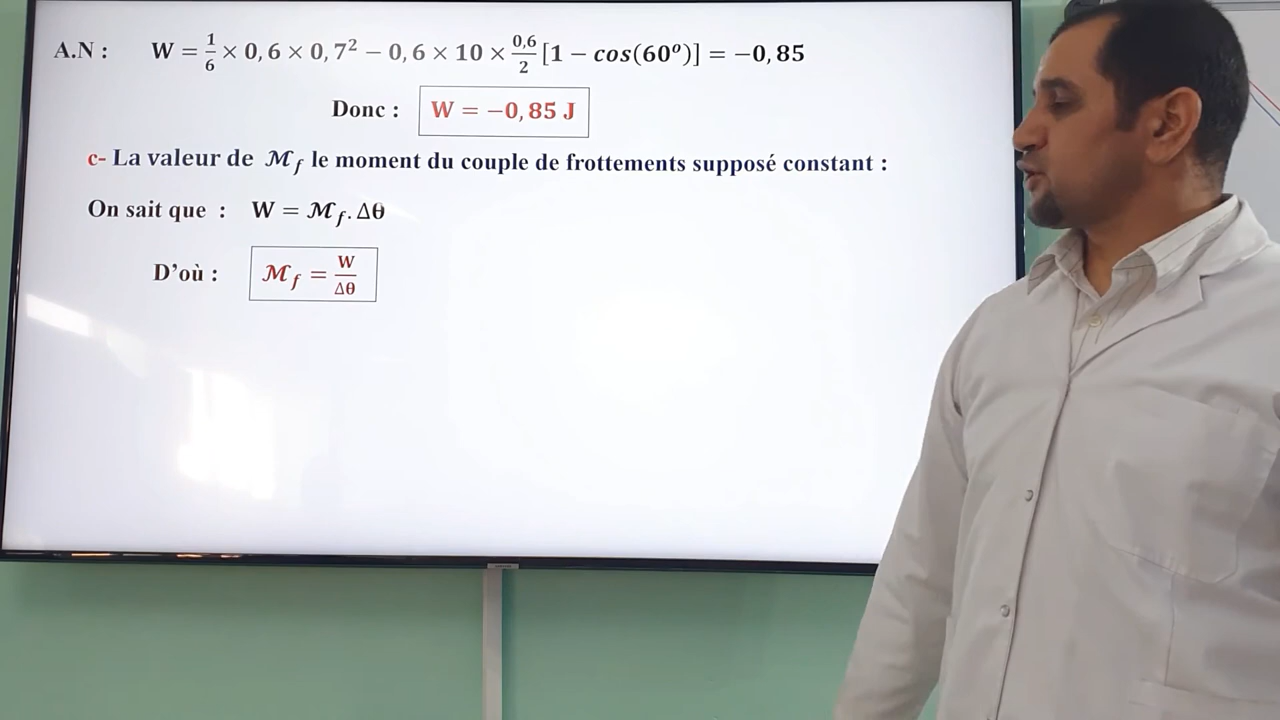 A.N : W = 1/6 × 0,6 × 0,7² − 0,6 × 10 × 0,6/2 [1 − cos(60°)] = −0,85
Donc : W = −0,85 J
c- La valeur de ℳf le moment du couple de frottements supposé constant :
On sait que : W = ℳf. Δθ
D'où : ℳf = W/Δθ